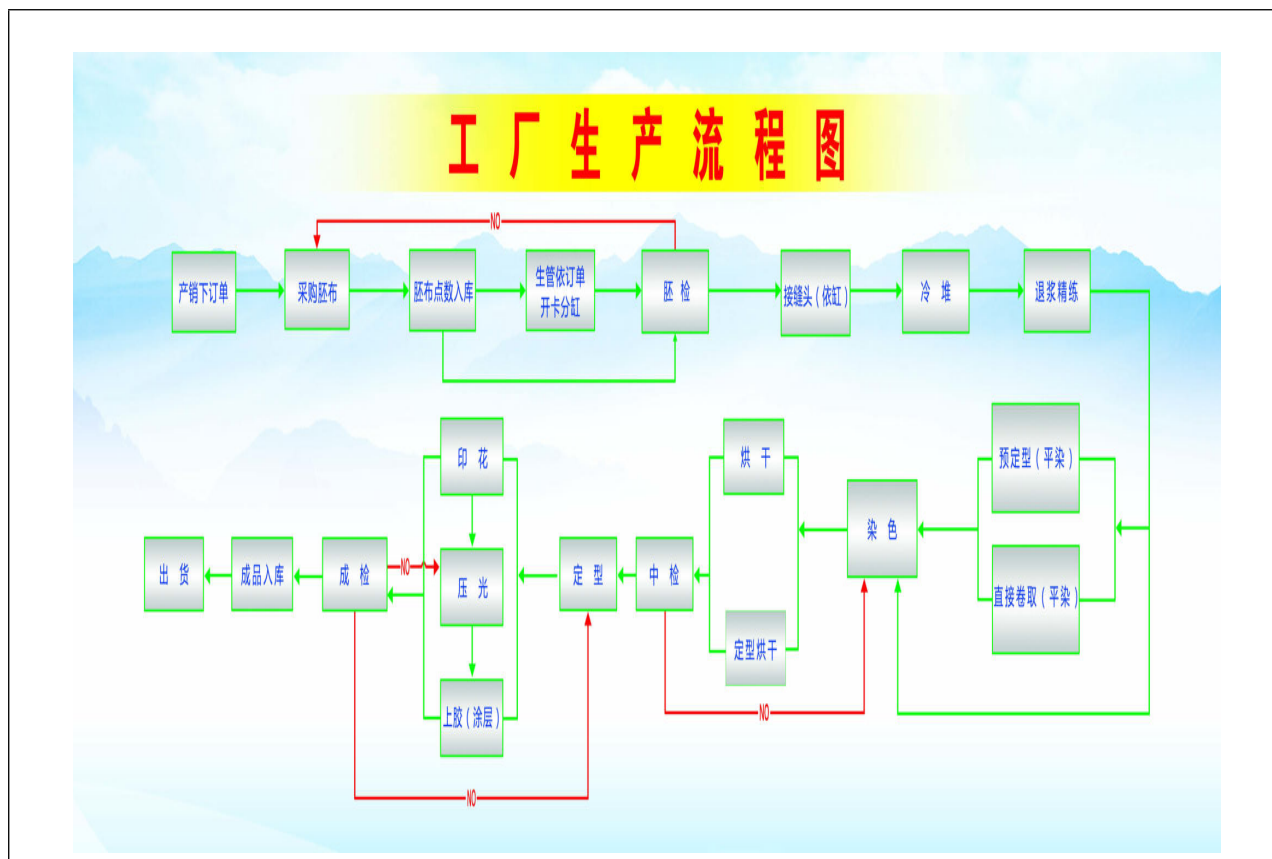 工厂生产流程图
NO
产销下订单
采购胚布
胚布点数入库
生管依订单
开卡分缸
胚检
接缝头（依缸）
冷堆
退浆精练
印花
烘干
预定型（平染）
染色
出货
成品入库
成检
NO
压光
定型
中检
直接卷取（平染）
定型烘干
上胶（涂层）
NO
NO